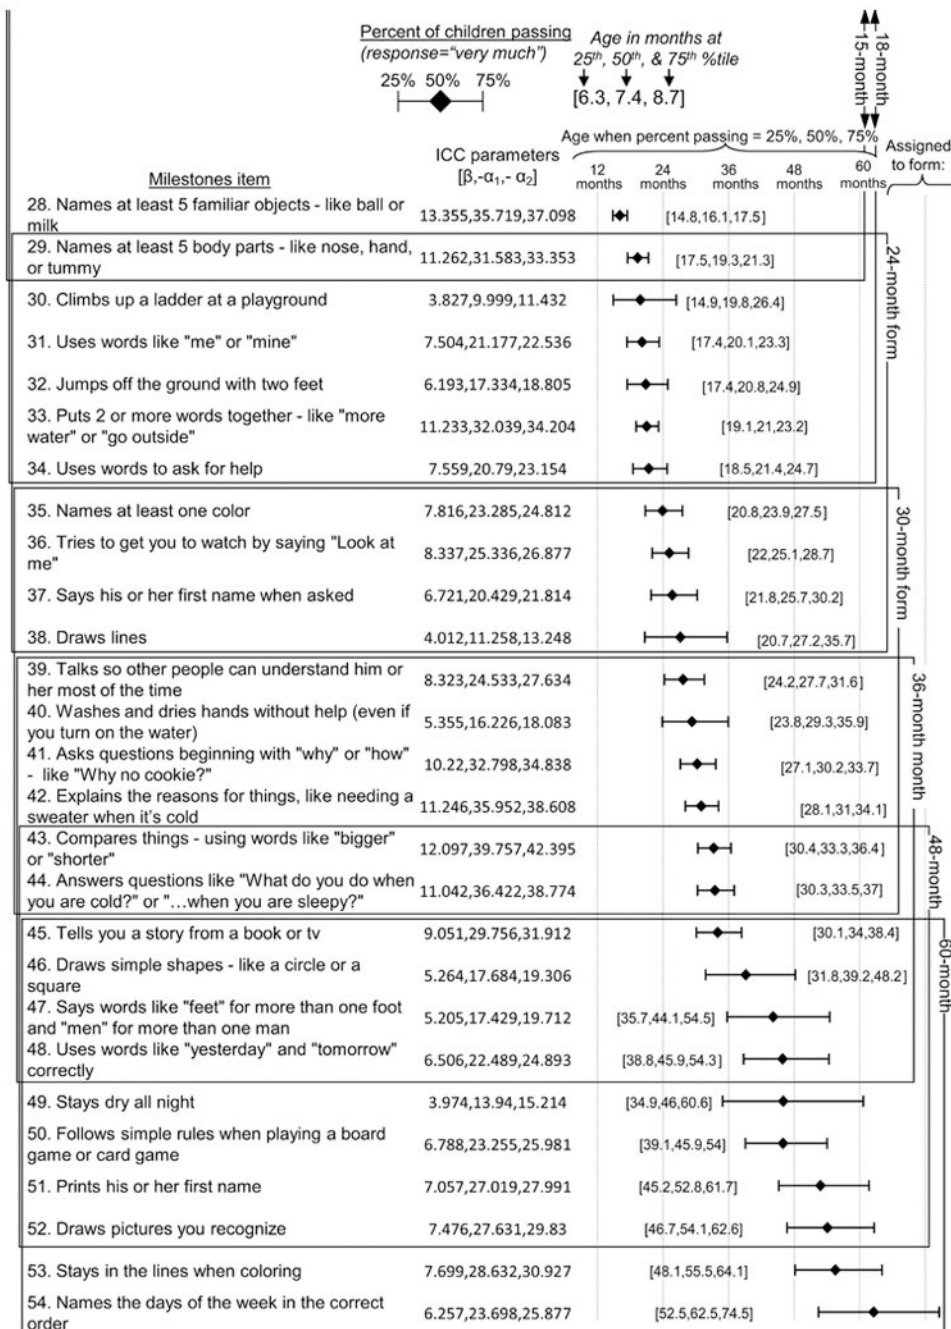 Percent of children passing
(response="very much")
25% 50% 75%
Age in months at
25th, 50th, & 75th %tile
[6.3, 7.4, 8.7]
18-month
15-month
Age when percent passing = 25%, 50%, 75%
Assigned
to form:
ICC parameters
[β,-α1,- α2]
Milestones item
12 months
24 months
36 months
48 months
60 months
28. Names at least 5 familiar objects - like ball or
milk
13.355,35.719,37.098
[14.8,16.1,17.5]
29. Names at least 5 body parts - like nose, hand,
or tummy
11.262,31.583,33.353
[17.5,19.3,21.3]
30. Climbs up a ladder at a playground
3.827,9.999,11.432
[14.9,19.8,26.4]
31. Uses words like "me" or "mine"
7.504,21.177,22.536
[17.4,20.1,23.3]
32. Jumps off the ground with two feet
6.193,17.334,18.805
[17.4,20.8,24.9]
33. Puts 2 or more words together - like "more
water" or "go outside"
11.233,32.039,34.204
[19.1,21,23.2]
34. Uses words to ask for help
7.559,20.79,23.154
[18.5,21.4,24.7]
24-month form
35. Names at least one color
7.816,23.285,24.812
[20.8,23.9,27.5]
36. Tries to get you to watch by saying "Look at
me"
8.337,25.336,26.877
[22,25.1,28.7]
37. Says his or her first name when asked
6.721,20.429,21.814
[21.8,25.7,30.2]
38. Draws lines
4.012,11.258,13.248
[20.7,27.2,35.7]
30-month form
39. Talks so other people can understand him or
her most of the time
8.323,24.533,27.634
[24.2,27.7,31.6]
40. Washes and dries hands without help (even if
you turn on the water)
5.355,16.226,18.083
[23.8,29.3,35.9]
41. Asks questions beginning with "why" or "how"
- like "Why no cookie?"
10.22,32.798,34.838
[27.1,30.2,33.7]
42. Explains the reasons for things, like needing a
sweater when it's cold
11.246,35.952,38.608
[28.1,31,34.1]
36-month month
43. Compares things - using words like "bigger"
or "shorter"
12.097,39.757,42.395
[30.4,33.3,36.4]
44. Answers questions like "What do you do when
you are cold?" or "...when you are sleepy?"
11.042,36.422,38.774
[30.3,33.5,37]
48-month
45. Tells you a story from a book or tv
9.051,29.756,31.912
[30.1,34,38.4]
46. Draws simple shapes - like a circle or a
square
5.264,17.684,19.306
[31.8,39.2,48.2]
47. Says words like "feet" for more than one foot
and "men" for more than one man
5.205,17.429,19.712
[35.7,44.1,54.5]
48. Uses words like "yesterday" and "tomorrow"
correctly
6.506,22.489,24.893
[38.8,45.9,54.3]
60-month
49. Stays dry all night
3.974,13.94,15.214
[34.9,46,60.6]
50. Follows simple rules when playing a board
game or card game
6.788,23.255,25.981
[39.1,45.9,54]
51. Prints his or her first name
7.057,27.019,27.991
[45.2,52.8,61.7]
52. Draws pictures you recognize
7.476,27.631,29.83
[46.7,54.1,62.6]
53. Stays in the lines when coloring
7.699,28.632,30.927
[48.1,55.5,64.1]
54. Names the days of the week in the correct
order
6.257,23.698,25.877
[52.5,62.5,74.5]